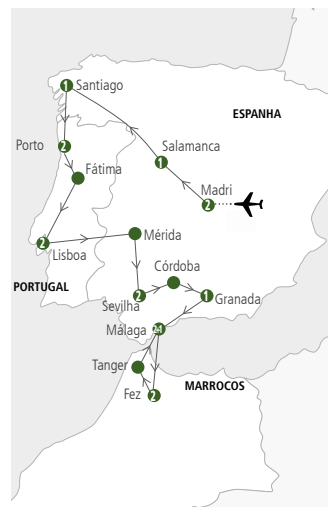 1 Santiago
ESPANHA
Porto 2
Salamanca
1
Fátima
Madri
2
2
Lisboa
Mérida
PORTUGAL
Córdoba
2
Sevilha
1 Granada
Málaga
Tanger
MARROCOS
Fez 2